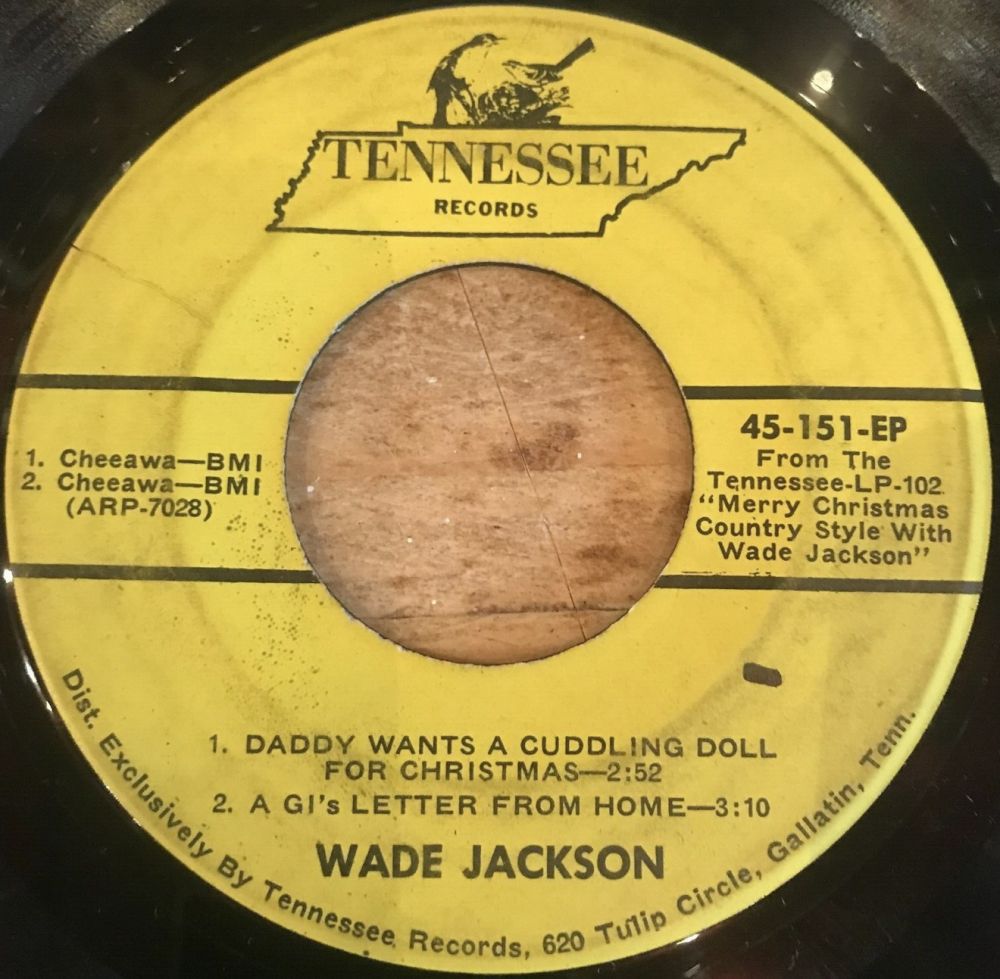 TENNESSEE
RECORDS
1. Cheeawa—BMI
2. Cheeawa—BMI
(ARP-7028)
45-151-EP
From The
Tennessee-LP-102
"Merry Christmas
Country Style With
Wade Jackson"
1. DADDY WANTS A CUDDLING DOLL
FOR CHRISTMAS—2:52
2. A GI's LETTER FROM HOME—3:10
WADE JACKSON
Dist. Exclusively By Tennessee Records, 620 Tulip Circle, Gallatin, Tenn.